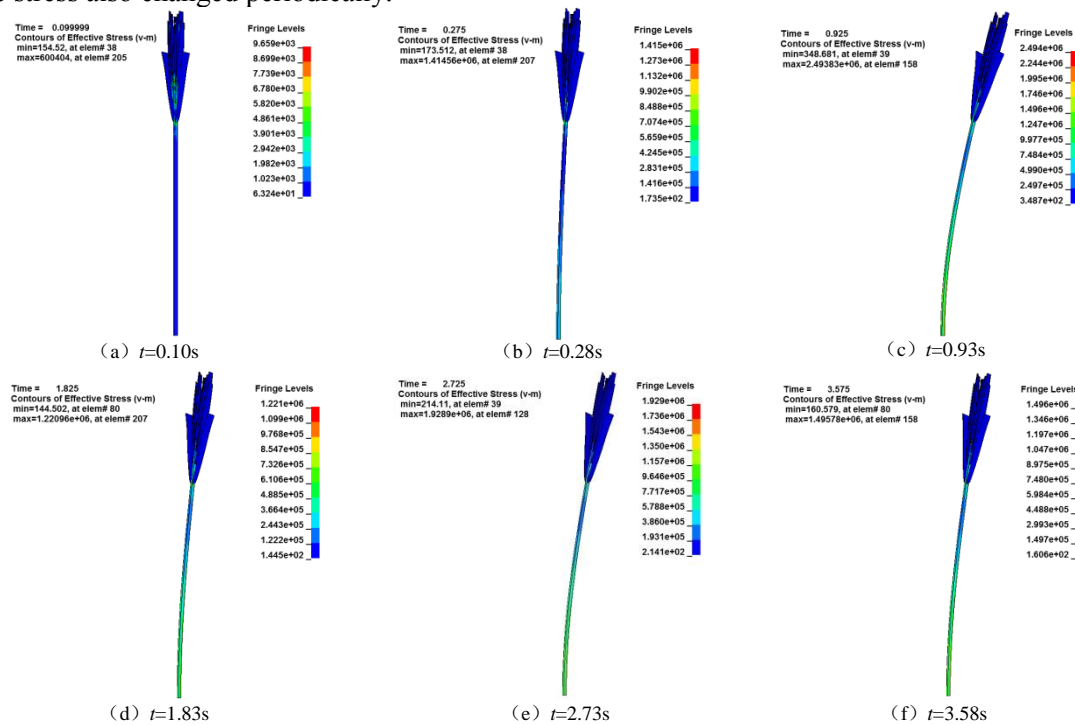 stress also changed periodically.
Time = 0.099999
Contours of Effective Stress (v-m)
min=154.52, at elem# 38
max=600404, at elem# 205
Fringe Levels
9.659e+03
8.699e+03
7.739e+03
6.780e+03
5.820e+03
4.861e+03
3.901e+03
2.942e+03
1.982e+03
1.023e+03
6.324e+01
(a) t=0.10s
Time = 0.275
Contours of Effective Stress (v-m)
min=173.512, at elem# 38
max=1.41456e+06, at elem# 207
Fringe Levels
1.415e+06
1.273e+06
1.132e+06
9.902e+05
8.488e+05
7.074e+05
5.659e+05
4.245e+05
2.831e+05
1.416e+05
1.735e+02
(b) t=0.28s
Time = 0.925
Contours of Effective Stress (v-m)
min=348.681, at elem# 39
max=2.49383e+06, at elem# 158
Fringe Levels
2.494e+06
2.244e+06
1.995e+06
1.746e+06
1.496e+06
1.247e+06
9.977e+05
7.484e+05
4.990e+05
2.497e+05
3.487e+02
(c) t=0.93s
Time = 1.825
Contours of Effective Stress (v-m)
min=144.502, at elem# 80
max=1.22096e+06, at elem# 207
Fringe Levels
1.221e+06
1.099e+06
9.768e+05
8.547e+05
7.326e+05
6.106e+05
4.885e+05
3.664e+05
2.443e+05
1.222e+05
1.445e+02
(d) t=1.83s
Time = 2.725
Contours of Effective Stress (v-m)
min=214.11, at elem# 39
max=1.9289e+06, at elem# 128
Fringe Levels
1.929e+06
1.736e+06
1.543e+06
1.350e+06
1.157e+06
9.646e+05
7.717e+05
5.788e+05
3.860e+05
1.931e+05
2.141e+02
(e) t=2.73s
Time = 3.575
Contours of Effective Stress (v-m)
min=160.579, at elem# 80
max=1.49578e+06, at elem# 158
Fringe Levels
1.496e+06
1.346e+06
1.197e+06
1.047e+06
8.975e+05
7.480e+05
5.984e+05
4.488e+05
2.993e+05
1.497e+05
1.606e+02
(f) t=3.58s